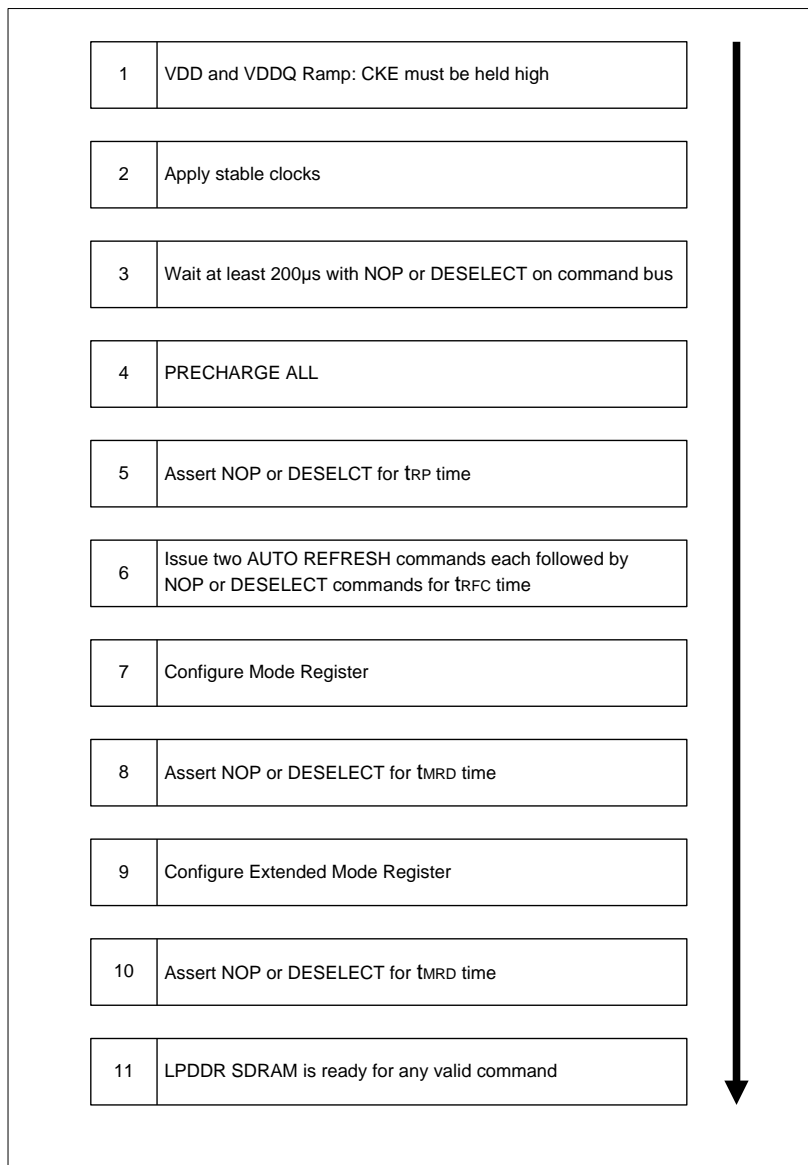 1 VDD and VDDQ Ramp: CKE must be held high
2 Apply stable clocks
3 Wait at least 200µs with NOP or DESELECT on command bus
4 PRECHARGE ALL
5 Assert NOP or DESELCT for tRP time
6 Issue two AUTO REFRESH commands each followed by
NOP or DESELECT commands for tRFC time
7 Configure Mode Register
8 Assert NOP or DESELECT for tMRD time
9 Configure Extended Mode Register
10 Assert NOP or DESELECT for tMRD time
11 LPDDR SDRAM is ready for any valid command